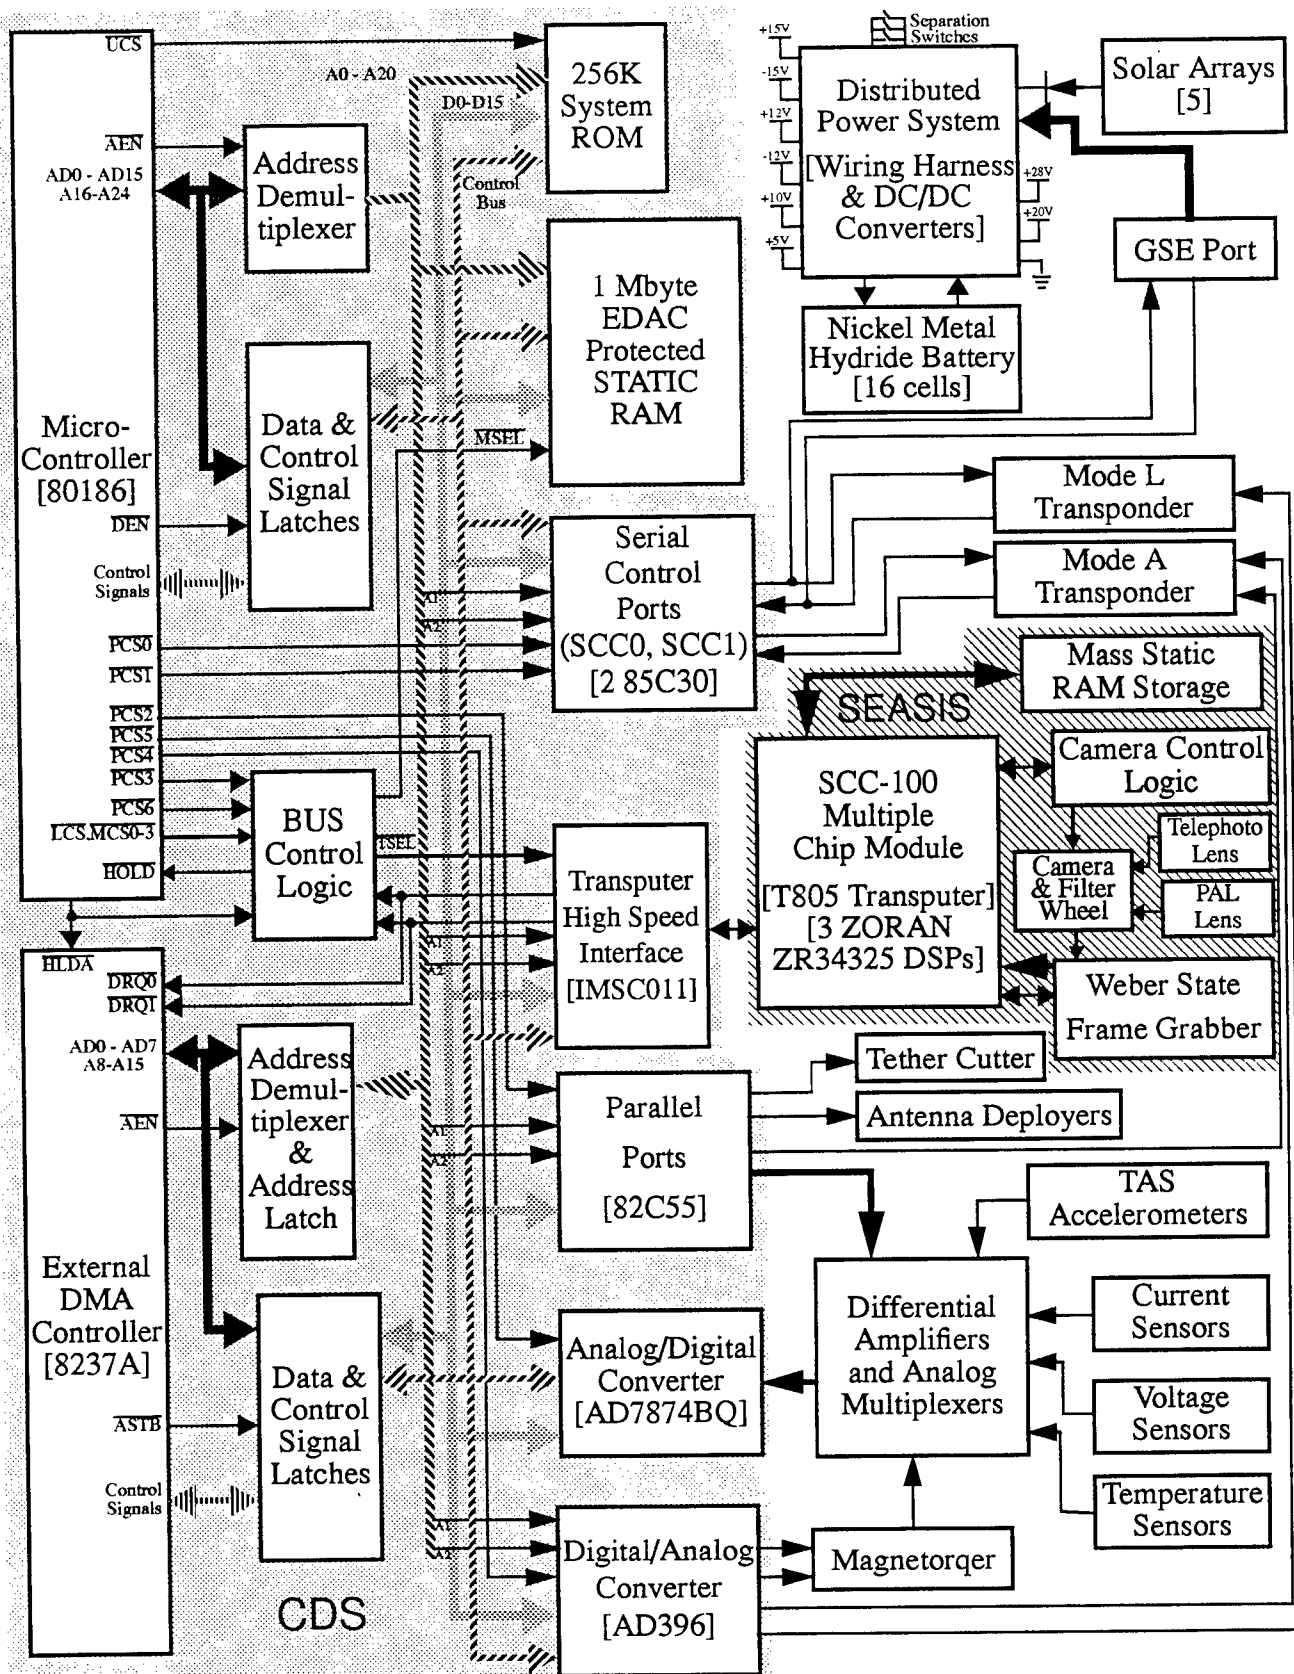 UCS
A0 - A20
D0-D15
256K
System
ROM
Control
Bus
AEN
AD0 - AD15
A16-A24
Address
Demul-
tiplexer
Separation
Switches
+15V
-15V
+12V
-12V
+10V
+5V
Distributed
Power System
[Wiring Harness
& DC/DC
Converters]
+28V
+20V
Solar Arrays
[5]
GSE Port
Nickel Metal
Hydride Battery
[16 cells]
1 Mbyte
EDAC
Protected
STATIC
RAM
MSEL
Micro-
Controller
[80186]
Data &
Control
Signal
Latches
DEN
Control
Signals
PCS0
PCS1
PCS2
PCS5
PCS4
PCS3
PCS6
LCS,MCS0-3
HOLD
A1
A2
Serial
Control
Ports
(SCC0, SCC1)
[2 85C30]
Mode L
Transponder
Mode A
Transponder
Mass Static
RAM Storage
SEASIS
SCC-100
Multiple
Chip Module
[T805 Transputer]
[3 ZORAN
ZR34325 DSPs]
Camera Control
Logic
Telephoto
Lens
Camera
& Filter
Wheel
PAL
Lens
Weber State
Frame Grabber
BUS
Control
Logic
TSEL
Transputer
High Speed
Interface
[IMSC011]
A1
A2
HLDA
DRQ0
DRQ1
AD0 - AD7
A8-A15
AEN
Address
Demul-
tiplexer
&
Address
Latch
Parallel
Ports
[82C55]
A1
A2
Tether Cutter
Antenna Deployers
TAS
Accelerometers
External
DMA
Controller
[8237A]
Data &
Control
Signal
Latches
ASTB
Control
Signals
Analog/Digital
Converter
[AD7874BQ]
Differential
Amplifiers
and Analog
Multiplexers
Current
Sensors
Voltage
Sensors
Temperature
Sensors
A1
A2
Digital/Analog
Converter
[AD396]
Magnetorqer
CDS